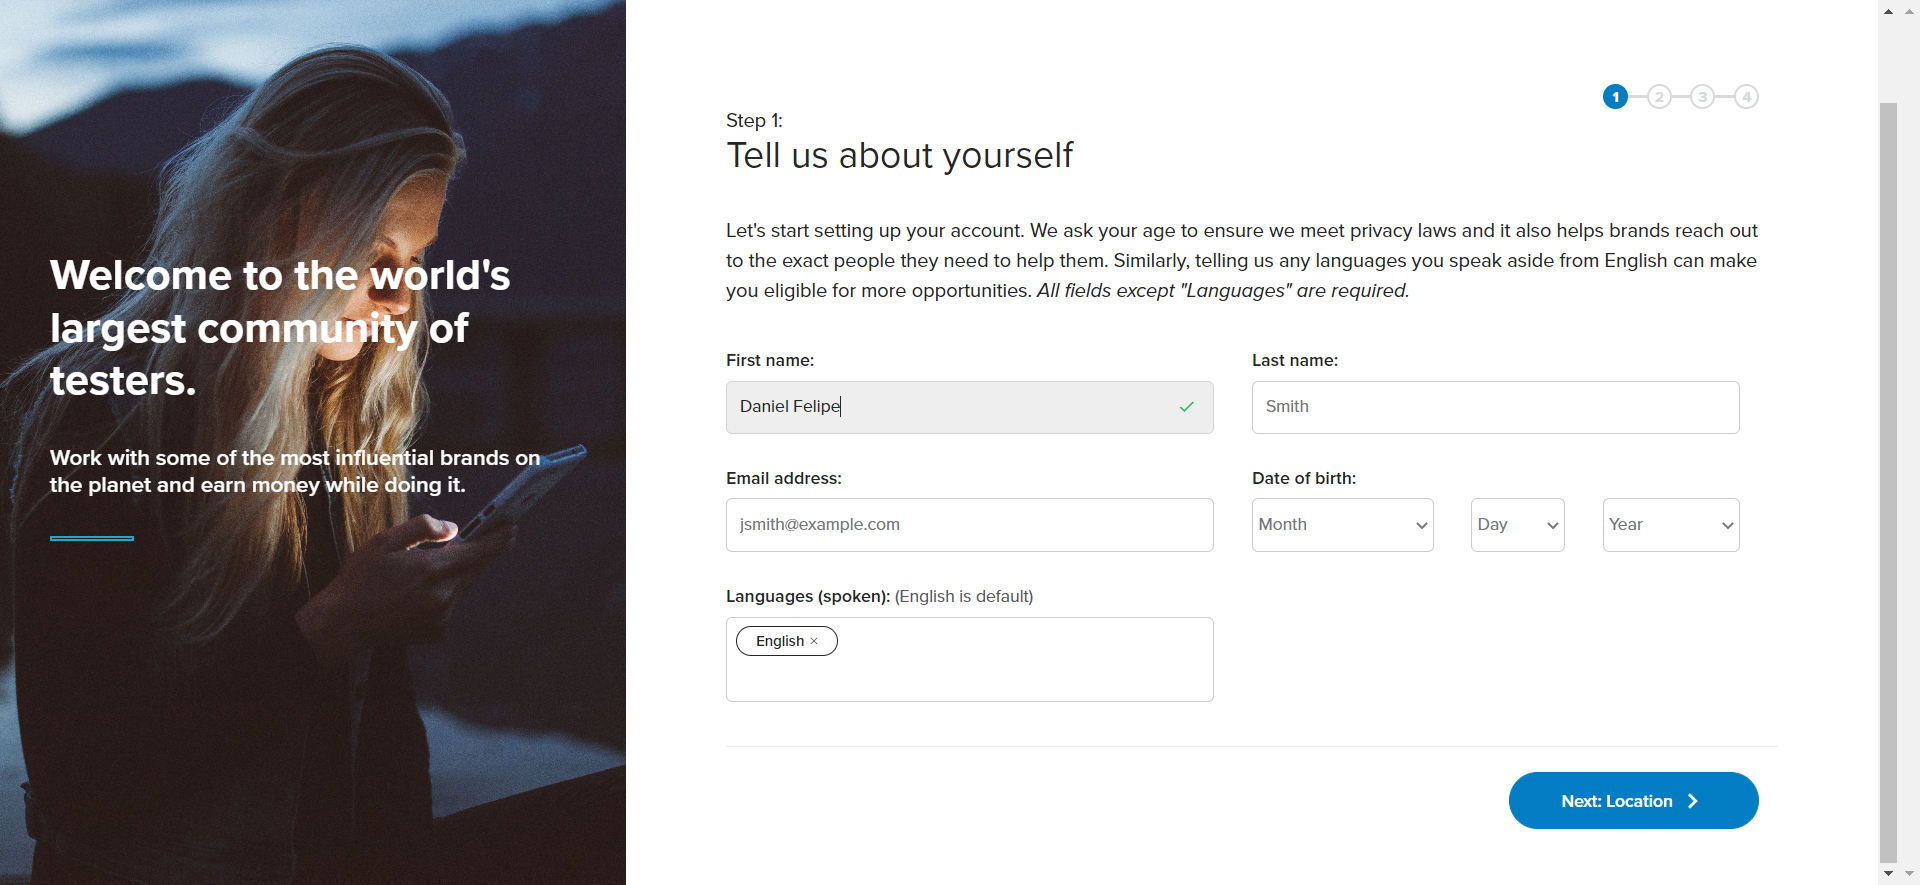 Welcome to the world's
largest community of
testers.
Work with some of the most influential brands on
the planet and earn money while doing it.
1 2 3 4
Step 1:
Tell us about yourself
Let's start setting up your account. We ask your age to ensure we meet privacy laws and it also helps brands reach out
to the exact people they need to help them. Similarly, telling us any languages you speak aside from English can make
you eligible for more opportunities. All fields except "Languages" are required.
First name: Last name:
Daniel Felipe Smith
Email address: Date of birth:
jsmith@example.com Month Day Year
Languages (spoken): (English is default)
English ×
Next: Location